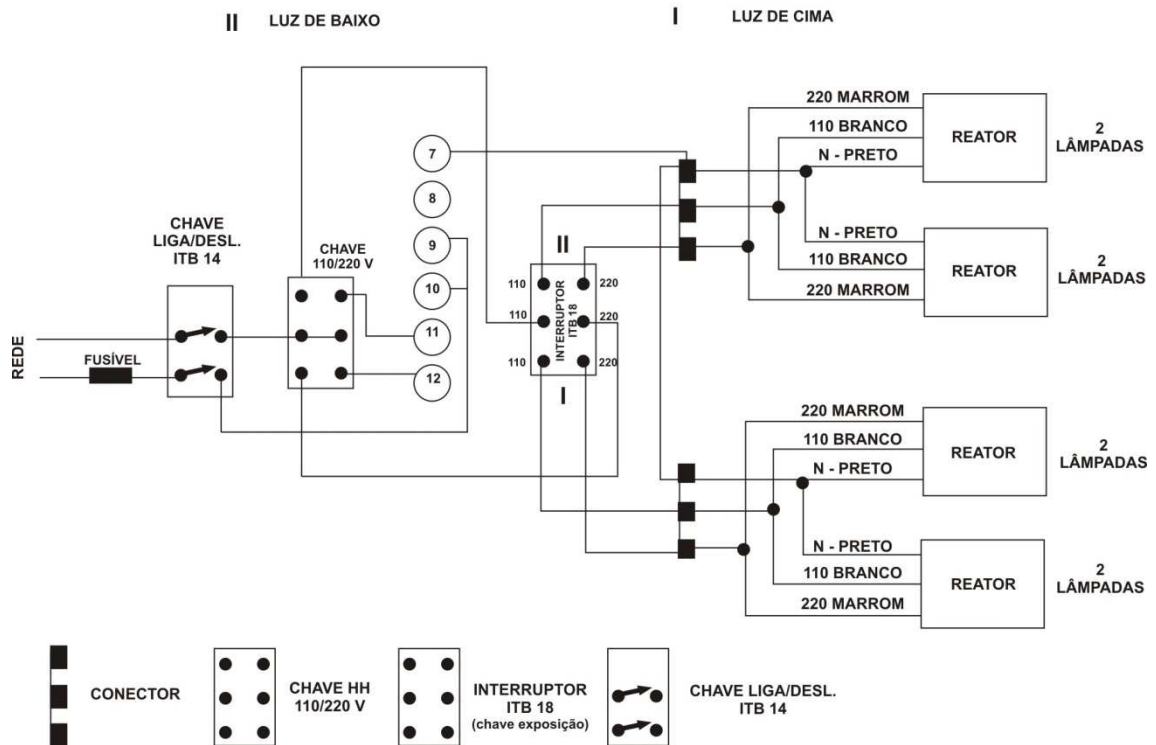 II LUZ DE BAIXO
I LUZ DE CIMA
220 MARROM
110 BRANCO
N - PRETO
REATOR
2
LÂMPADAS
N - PRETO
110 BRANCO
220 MARROM
REATOR
2
LÂMPADAS
7
8
9
10
11
12
CHAVE
LIGA/DESL.
ITB 14
CHAVE
110/220 V
REDE
FUSÍVEL
II
110
220
110
220
110
220
INTERRUPTOR
ITB 18
I
220 MARROM
110 BRANCO
N - PRETO
REATOR
2
LÂMPADAS
N - PRETO
110 BRANCO
220 MARROM
REATOR
2
LÂMPADAS
CONECTOR
CHAVE HH
110/220 V
INTERRUPTOR
ITB 18
(chave exposição)
CHAVE LIGA/DESL.
ITB 14